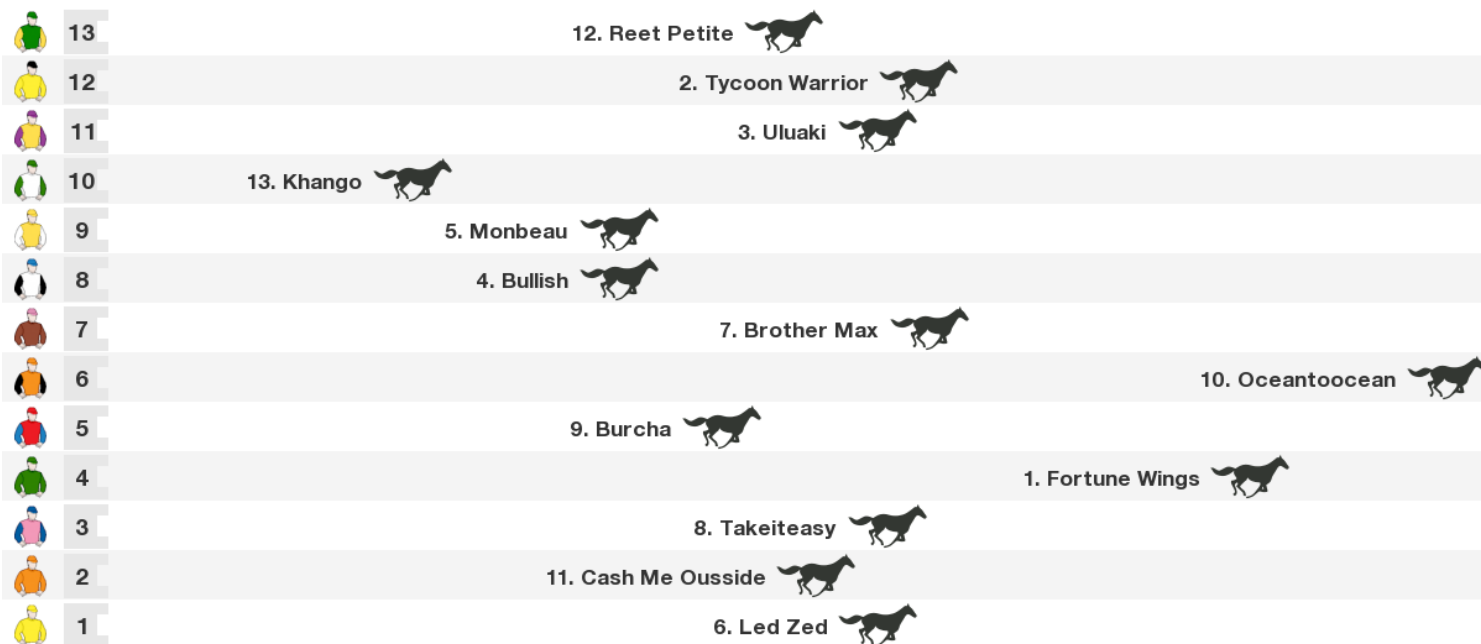 13 12. Reet Petite
12 2. Tycoon Warrior
11 3. Uluaki
10 13. Khango
9 5. Monbeau
8 4. Bullish
7 7. Brother Max
6 10. Oceantoocean
5 9. Burcha
4 1. Fortune Wings
3 8. Takeiteasy
2 11. Cash Me Ousside
1 6. Led Zed